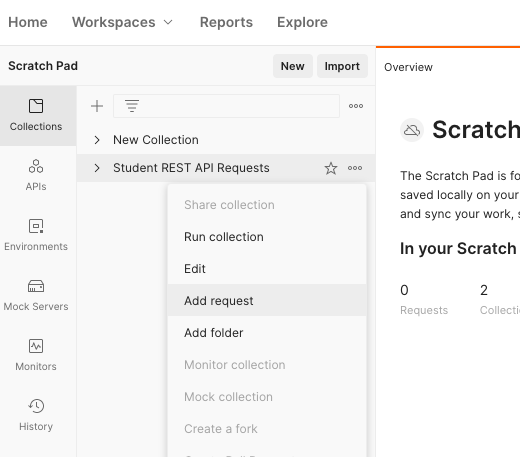 Home Workspaces Reports Explore
Scratch Pad New Import
Overview
Collections
New Collection
Student REST API Requests
APIs
Environments
Mock Servers
Monitors
History
Share collection
Run collection
Edit
Add request
Add folder
Monitor collection
Mock collection
Create a fork
Scratch
The Scratch Pad is fo
saved locally on your
and sync your work, s
In your Scratch
0 2
Requests Collecti